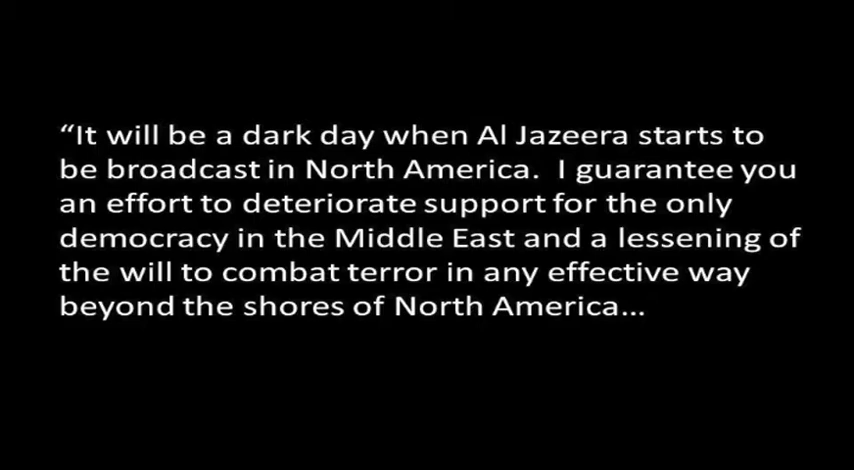 “It will be a dark day when Al Jazeera starts to
be broadcast in North America.  I guarantee you
an effort to deteriorate support for the only
democracy in the Middle East and a lessening of
the will to combat terror in any effective way
beyond the shores of North America...